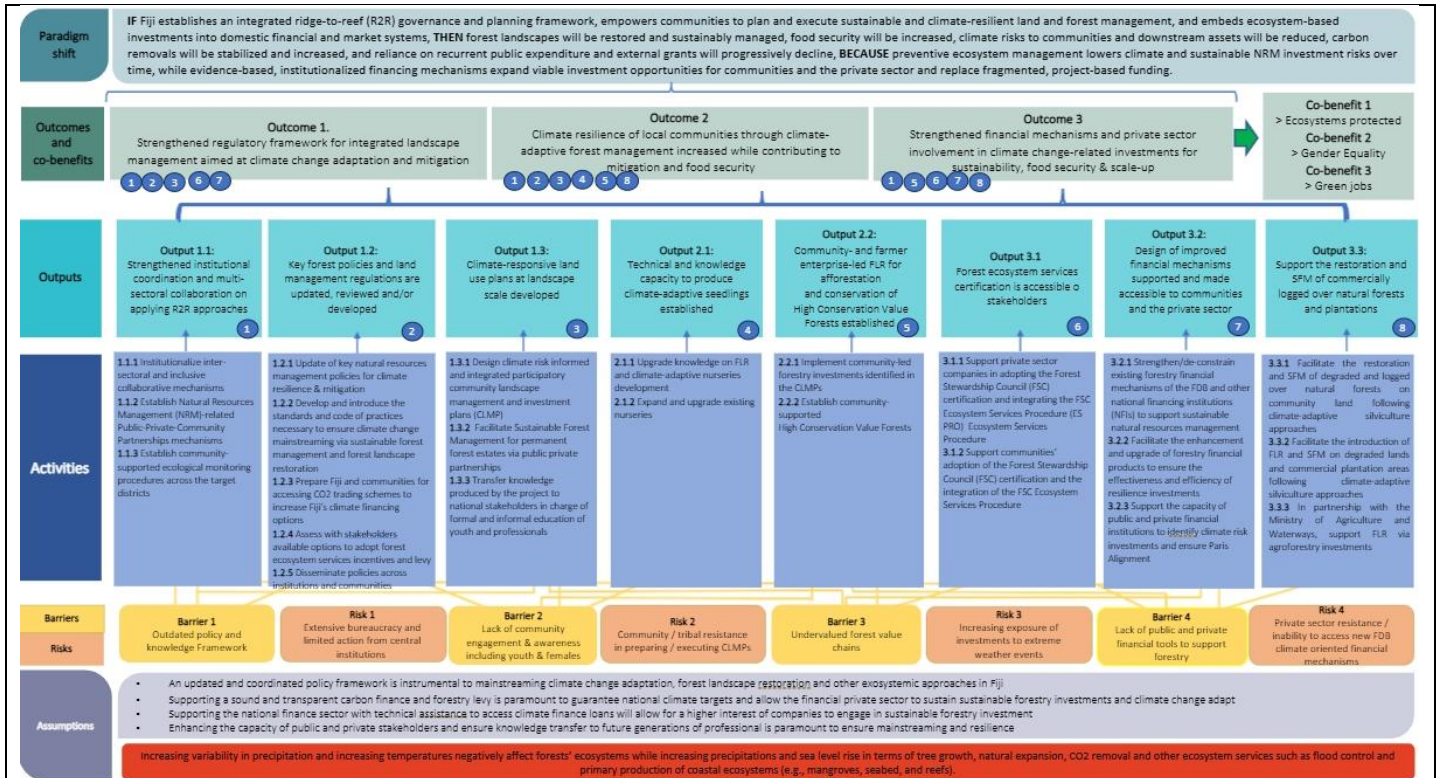 Paradigm
shift
IF Fiji establishes an integrated ridge-to-reef (R2R) governance and planning framework, empowers communities to plan and execute sustainable and climate-resilient land and forest management, and embeds ecosystem-based
investments into domestic financial and market systems, THEN forest landscapes will be restored and sustainably managed, food security will be increased, climate risks to communities and downstream assets will be reduced, carbon
removals will be stabilized and increased, and reliance on recurrent public expenditure and external grants will progressively decline, BECAUSE preventive ecosystem management lowers climate and sustainable NRM investment risks over
time, while evidence-based, institutionalized financing mechanisms expand viable investment opportunities for communities and the private sector and replace fragmented, project-based funding.
Outcomes
and
co-benefits
Outcome 1.
Strengthened regulatory framework for integrated landscape
management aimed at climate change adaptation and mitigation
1 2 3 6 7
Outcome 2
Climate resilience of local communities through climate-
adaptive forest management increased while contributing to
mitigation and food security
1 2 3 4 5 8
Outcome 3
Strengthened financial mechanisms and private sector
involvement in climate change-related investments for
sustainability, food security & scale-up
1 5 6 7 8
Co-benefit 1
> Ecosystems protected
Co-benefit 2
> Gender Equality
Co-benefit 3
> Green jobs
Outputs
Output 1.1:
Strengthened institutional
coordination and multi-
sectoral collaboration on
applying R2R approaches
1
Output 1.2:
Key forest policies and land
management regulations are
updated, reviewed and/or
developed
2
Output 1.3:
Climate-responsive land
use plans at landscape
scale developed
3
Output 2.1:
Technical and knowledge
capacity to produce
climate-adaptive seedlings
established
4
Output 2.2:
Community- and farmer
enterprise-led FLR for
afforestation
and conservation of
High Conservation Value
Forests established
5
Output 3.1
Forest ecosystem services
certification is accessible o
stakeholders
6
Output 3.2:
Design of improved
financial mechanisms
supported and made
accessible to communities
and the private sector
7
Output 3.3:
Support the restoration and
SFM of commercially
logged over natural forests
and plantations
8
Activities
1.1.1 Institutionalize inter-
sectoral and inclusive
collaborative mechanisms
1.1.2 Establish Natural Resources
Management (NRM)-related
Public-Private-Community
Partnerships mechanisms
1.1.3 Establish community-
supported ecological monitoring
procedures across the target
districts
1.2.1 Update of key natural resources
management policies for climate
resilience & mitigation
1.2.2 Develop and introduce the
standards and code of practices
necessary to ensure climate change
mainstreaming via sustainable forest
management and forest landscape
restoration
1.2.3 Prepare Fiji and communities for
accessing CO2 trading schemes to
increase Fiji's climate financing
options
1.2.4 Assess with stakeholders
available options to adopt forest
ecosystem services incentives and levy
1.2.5 Disseminate policies across
institutions and communities
1.3.1 Design climate risk informed
and integrated participatory
community landscape
management and investment
plans (CLMP)
1.3.2 Facilitate Sustainable Forest
Management for permanent
forest estates via public private
partnerships
1.3.3 Transfer knowledge
produced by the project to
national stakeholders in charge of
formal and informal education of
youth and professionals
2.1.1 Upgrade knowledge on FLR
and climate-adaptive nurseries
development
2.1.2 Expand and upgrade existing
nurseries
2.2.1 Implement community-led
forestry investments identified in
the CLMPs
2.2.2 Establish community-
supported
High Conservation Value Forests
3.1.1 Support private sector
companies in adopting the Forest
Stewardship Council (FSC)
certification and integrating the FSC
Ecosystem Services Procedure (ES
PRO) Ecosystem Services
Procedure
3.1.2 Support communities'
adoption of the Forest Stewardship
Council (FSC) certification and the
integration of the FSC Ecosystem
Services Procedure
3.2.1 Strengthen/de-constrain
existing forestry financial
mechanisms of the FDB and other
national financing institutions
(NFIs) to support sustainable
natural resources management
3.2.2 Facilitate the enhancement
and upgrade of forestry financial
products to ensure the
effectiveness and efficiency of
resilience investments
3.2.3 Support the capacity of
public and private financial
institutions to identify climate risk
investments and ensure Paris
Alignment
3.3.1 Facilitate the restoration
and SFM of degraded and logged
over natural forests on
community land following
climate-adaptive silviculture
approaches
3.3.2 Facilitate the introduction of
FLR and SFM on degraded lands
and commercial plantation areas
following climate-adaptive
silviculture approaches
3.3.3 In partnership with the
Ministry of Agriculture and
Waterways, support FLR via
agroforestry investments
Barriers
Risks
Barrier 1
Outdated policy and
knowledge Framework
Risk 1
Extensive bureaucracy and
limited action from central
institutions
Barrier 2
Lack of community
engagement & awareness
including youth & females
Risk 2
Community / tribal resistance
in preparing / executing CLMPs
Barrier 3
Undervalued forest value
chains
Risk 3
Increasing exposure of
investments to extreme
weather events
Barrier 4
Lack of public and private
financial tools to support
forestry
Risk 4
Private sector resistance /
inability to access new FDB
climate oriented financial
mechanisms
Assumptions
• An updated and coordinated policy framework is instrumental to mainstreaming climate change adaptation, forest landscape restoration and other exosystemic approaches in Fiji
• Supporting a sound and transparent carbon finance and forestry levy is paramount to guarantee national climate targets and allow the financial private sector to sustain sustainable forestry investments and climate change adapt
• Supporting the national finance sector with technical assistance to access climate finance loans will allow for a higher interest of companies to engage in sustainable forestry investment
• Enhancing the capacity of public and private stakeholders and ensure knowledge transfer to future generations of professional is paramount to ensure mainstreaming and resilience
Increasing variability in precipitation and increasing temperatures negatively affect forests' ecosystems while increasing precipitations and sea level rise in terms of tree growth, natural expansion, CO2 removal and other ecosystem services such as flood control and
primary production of coastal ecosystems (e.g., mangroves, seabed, and reefs).